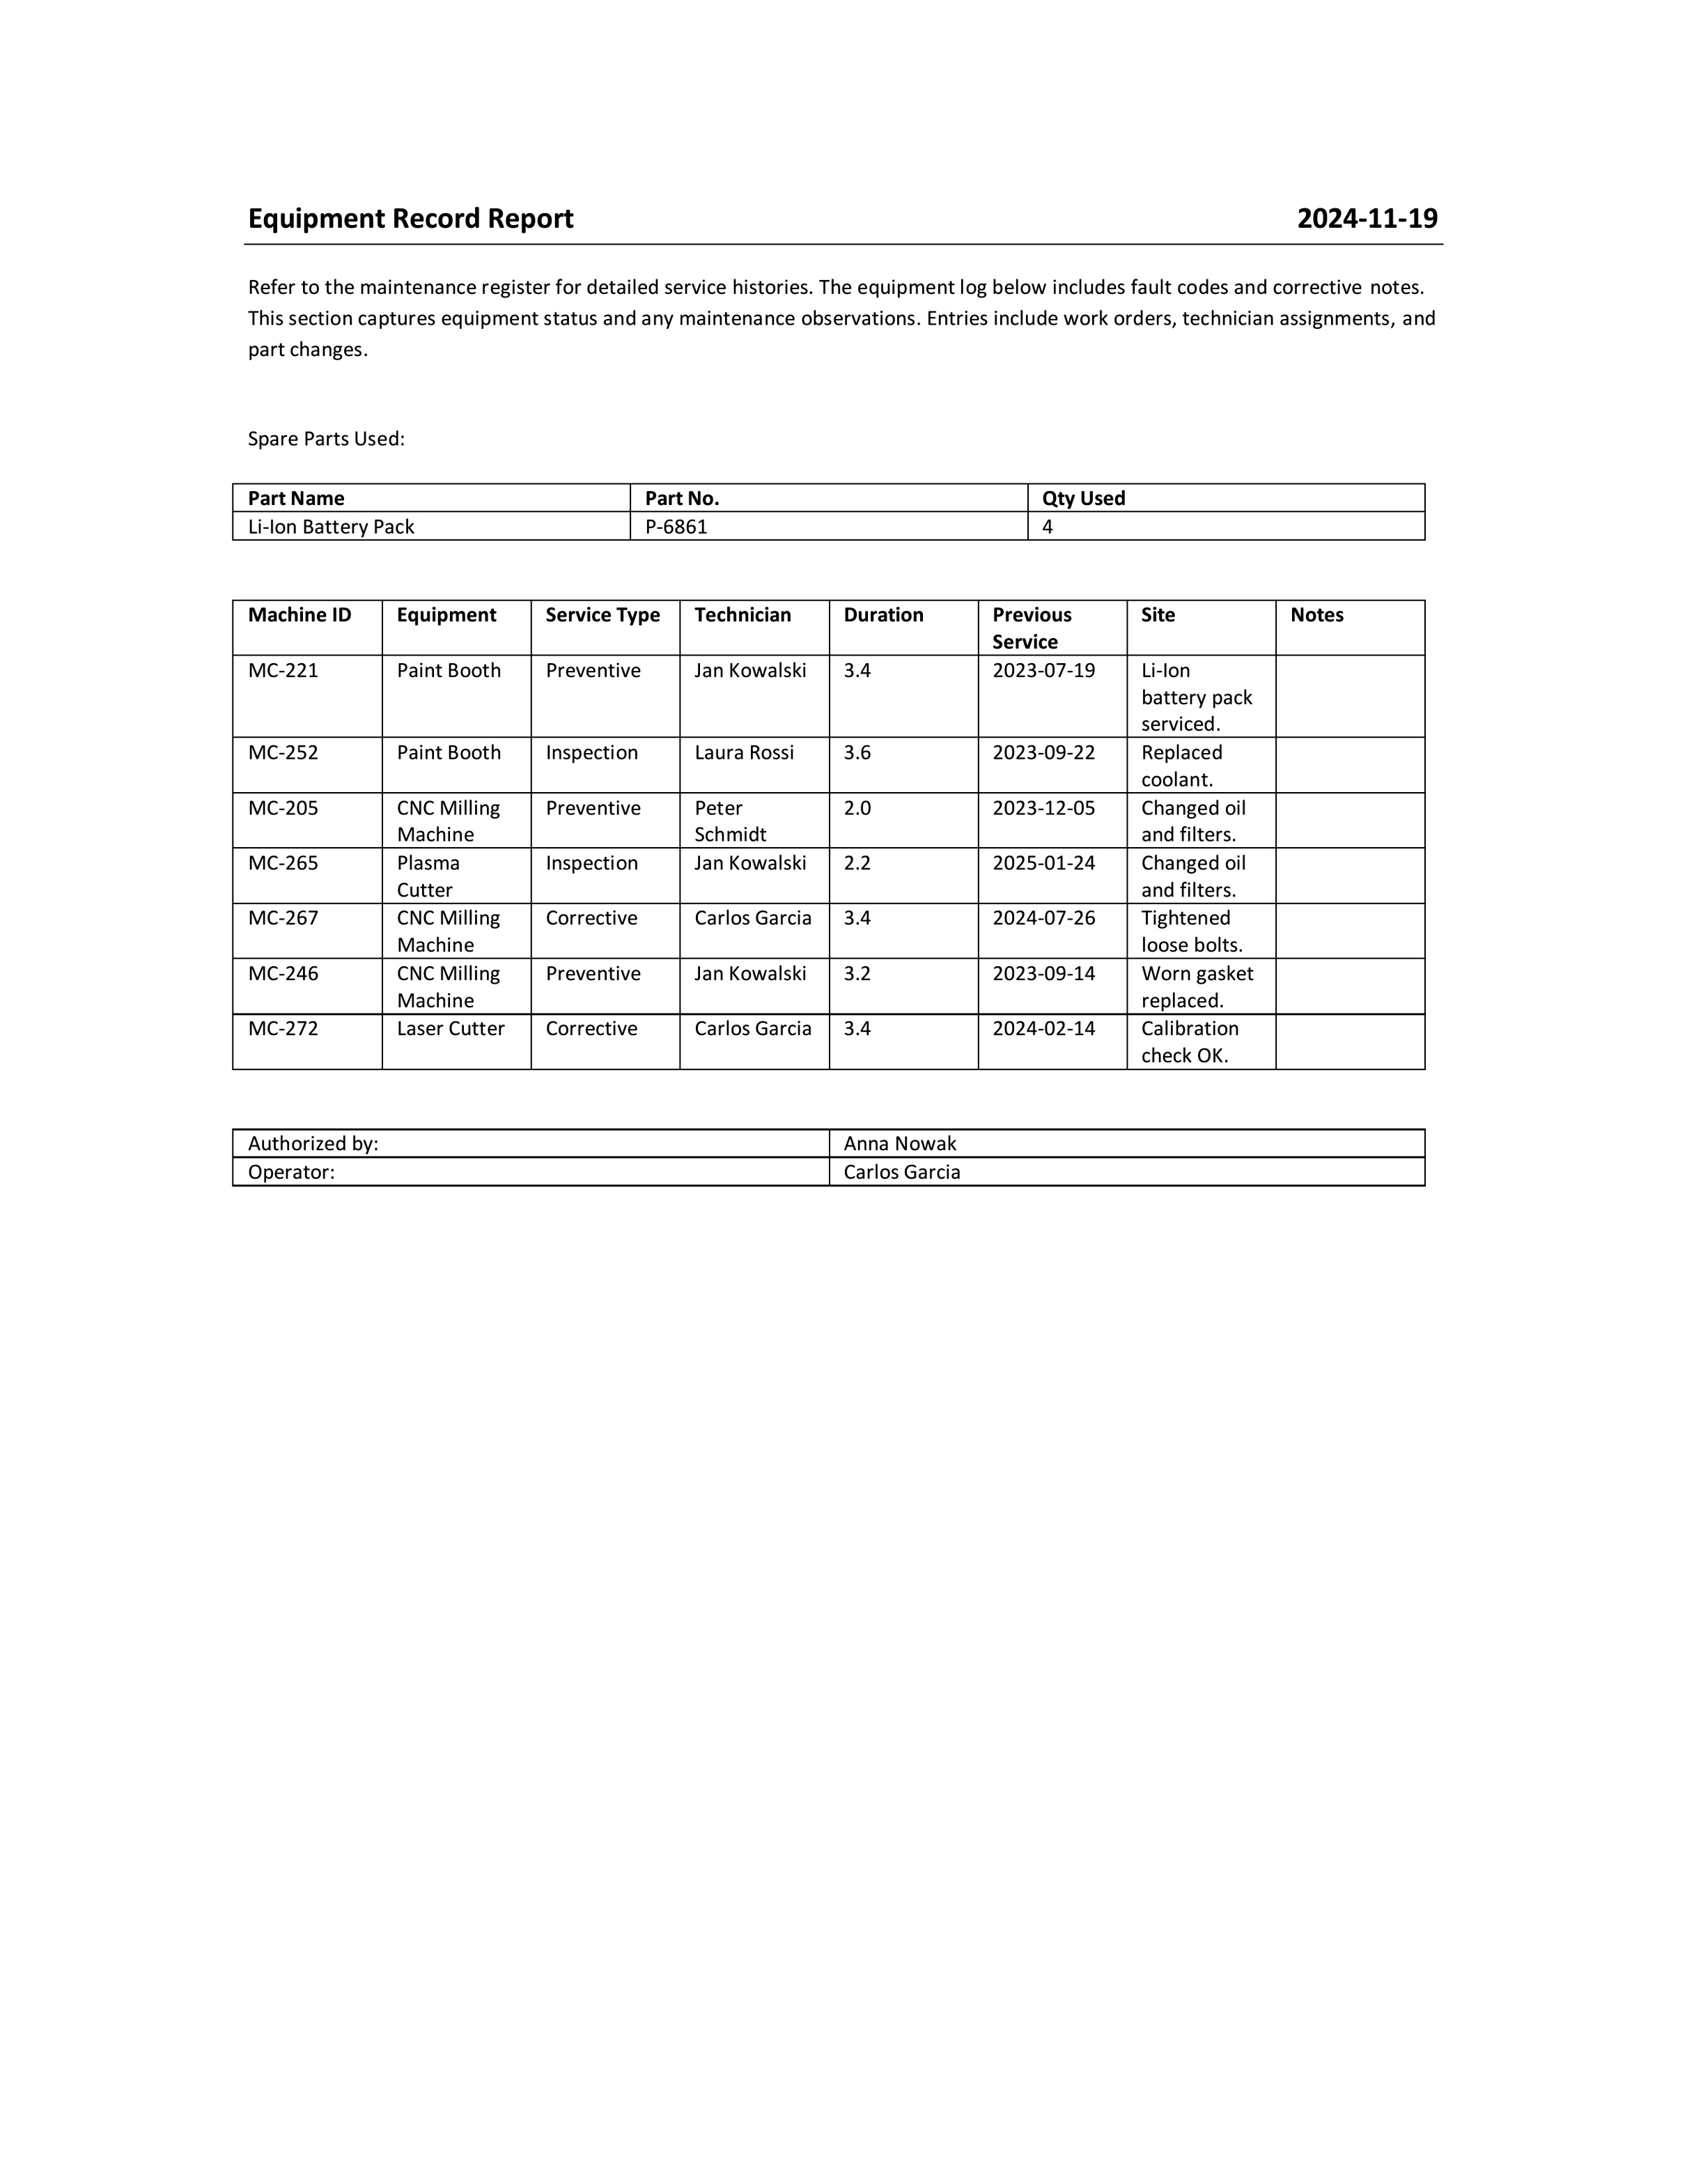 Equipment Record Report 2024-11-19
Refer to the maintenance register for detailed service histories. The equipment log below includes fault codes and corrective notes.
This section captures equipment status and any maintenance observations. Entries include work orders, technician assignments, and
part changes.
Spare Parts Used:
Part Name Part No. Qty Used
Li-Ion Battery Pack P-6861 4
Machine ID Equipment Service Type Technician Duration Previous Site Notes
Service
MC-221 Paint Booth Preventive Jan Kowalski 3.4 2023-07-19 Li-Ion
battery pack
serviced.
MC-252 Paint Booth Inspection Laura Rossi 3.6 2023-09-22 Replaced
coolant.
MC-205 CNC Milling Preventive Peter 2.0 2023-12-05 Changed oil
Machine Schmidt and filters.
MC-265 Plasma Inspection Jan Kowalski 2.2 2025-01-24 Changed oil
Cutter and filters.
MC-267 CNC Milling Corrective Carlos Garcia 3.4 2024-07-26 Tightened
Machine loose bolts.
MC-246 CNC Milling Preventive Jan Kowalski 3.2 2023-09-14 Worn gasket
Machine replaced.
MC-272 Laser Cutter Corrective Carlos Garcia 3.4 2024-02-14 Calibration
check OK.
Authorized by: Anna Nowak
Operator: Carlos Garcia